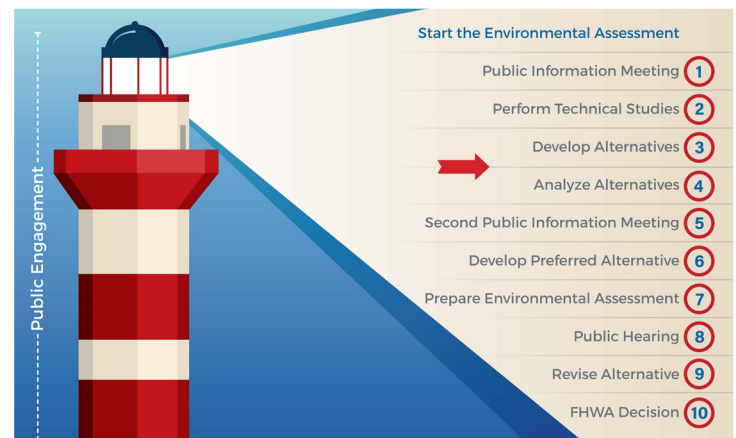 Public Engagement
Start the Environmental Assessment
Public Information Meeting 1
Perform Technical Studies 2
Develop Alternatives 3
Analyze Alternatives 4
Second Public Information Meeting 5
Develop Preferred Alternative 6
Prepare Environmental Assessment 7
Public Hearing 8
Revise Alternative 9
FHWA Decision 10